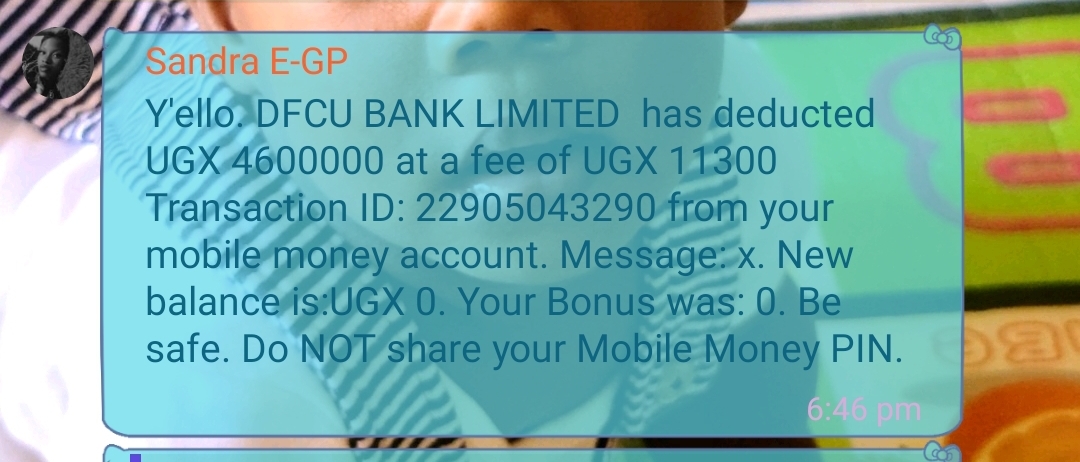 Sandra E-GP
Y'ello. DFCU BANK LIMITED  has deducted
UGX 4600000 at a fee of UGX 11300
Transaction ID: 22905043290 from your
mobile money account. Message: x. New
balance is:UGX 0. Your Bonus was: 0. Be
safe. Do NOT share your Mobile Money PIN.
6:46 pm